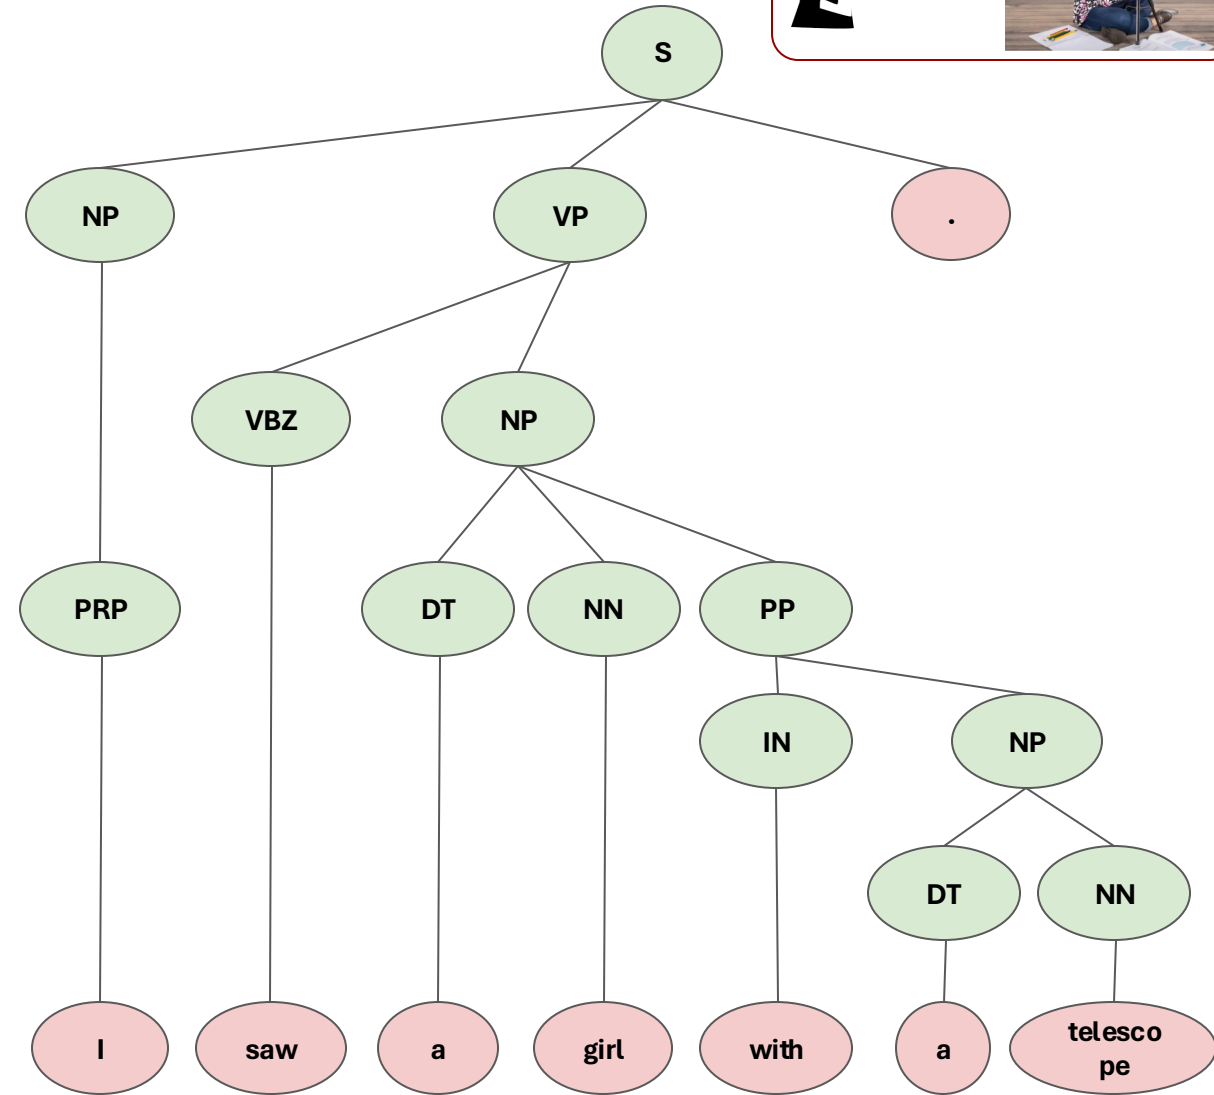 S
NP
VP
.
VBZ
NP
PRP
DT
NN
PP
IN
NP
DT
NN
I
saw
a
girl
with
a
telesco
pe